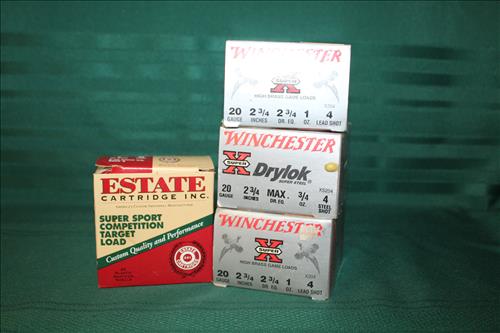 ESTATE
CARTRIDGE INC.
SUPER SPORT
COMPETITION
TARGET
LOAD
Custom Quality and Performance
WINCHESTER
SUPER
X
HIGH BRASS GAME LOADS
X204
20 2 3/4 2 3/4 1 4
GAUGE INCHES DR. EQ. OZ. LEAD SHOT
WINCHESTER
SUPER
X
Drylok
SUPER STEEL
XS204
20 2 3/4 MAX. 3/4 4
GAUGE INCHES DR. EQ. OZ. STEEL SHOT
WINCHESTER
SUPER
X
HIGH BRASS GAME LOADS
X204
20 2 3/4 2 3/4 1 4
GAUGE INCHES DR. EQ. OZ. LEAD SHOT